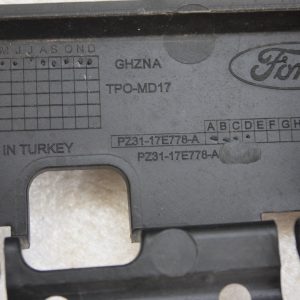 M J J A S O N D
GHZNA
Ford
TPO-MD17
A B C D E F G H
PZ31-17E778-A
IN TURKEY
PZ31-17E778-A